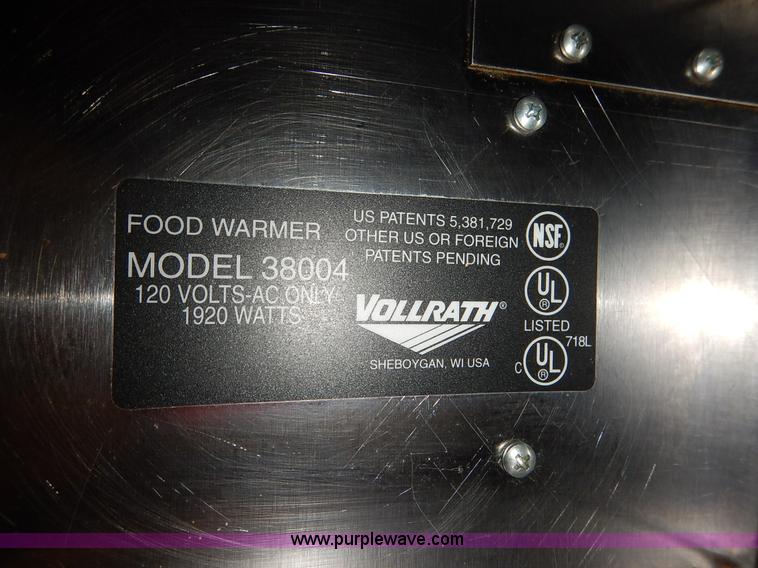 FOOD WARMER
MODEL 38004
120 VOLTS-AC ONLY
1920 WATTS
US PATENTS 5,381,729
OTHER US OR FOREIGN
PATENTS PENDING
VOLLRATH®
SHEBOYGAN, WI USA
NSF®
UL®
LISTED
718L
C UL®
www.purplewave.com